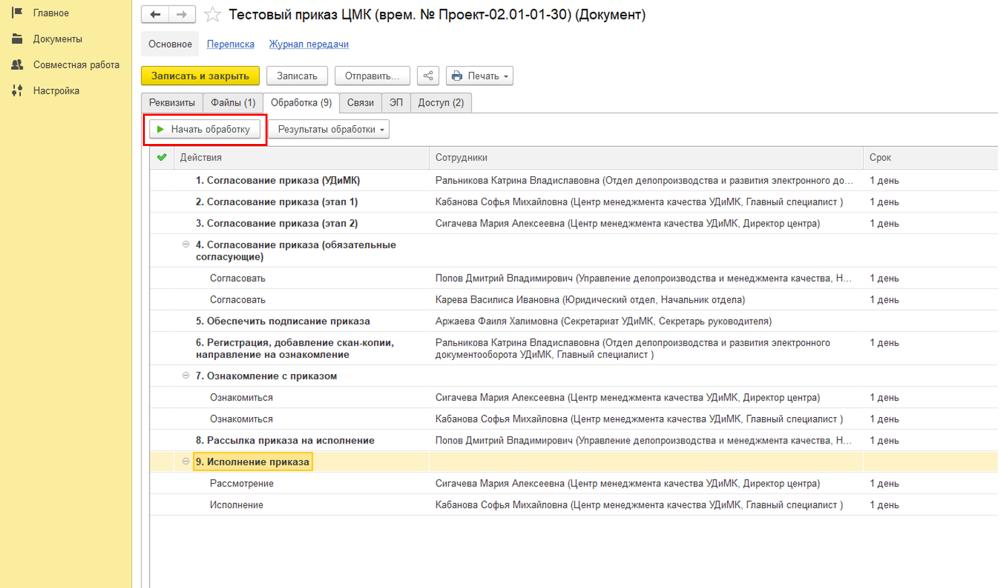 Главное
Документы
Совместная работа
Настройка
Тестовый приказ ЦМК (врем. № Проект-02.01-01-30) (Документ)
Основное Переписка Журнал передачи
Записать и закрыть Записать Отправить... Печать
Реквизиты Файлы (1) Обработка (9) Связи ЭП Доступ (2)
Начать обработку Результаты обработки
Действия Сотрудники Срок
1. Согласование приказа (УДиМК) Ральникова Катрина Владиславовна (Отдел делопроизводства и развития электронного до... 1 день
2. Согласование приказа (этап 1) Кабанова Софья Михайловна (Центр менеджмента качества УДиМК, Главный специалист ) 1 день
3. Согласование приказа (этап 2) Сигачева Мария Алексеевна (Центр менеджмента качества УДиМК, Директор центра) 1 день
4. Согласование приказа (обязательные
согласующие)
Согласовать Попов Дмитрий Владимирович (Управление делопроизводства и менеджмента качества, Н... 1 день
Согласовать Карева Василиса Ивановна (Юридический отдел, Начальник отдела) 1 день
5. Обеспечить подписание приказа Аржаева Фаиля Халимовна (Секретариат УДиМК, Секретарь руководителя)
6. Регистрация, добавление скан-копии, Ральникова Катрина Владиславовна (Отдел делопроизводства и развития электронного 1 день
направление на ознакомление документооборота УДиМК, Главный специалист )
7. Ознакомление с приказом
Ознакомиться Сигачева Мария Алексеевна (Центр менеджмента качества УДиМК, Директор центра) 1 день
Ознакомиться Кабанова Софья Михайловна (Центр менеджмента качества УДиМК, Главный специалист ) 1 день
8. Рассылка приказа на исполнение Попов Дмитрий Владимирович (Управление делопроизводства и менеджмента качества, Н... 1 день
9. Исполнение приказа
Рассмотрение Сигачева Мария Алексеевна (Центр менеджмента качества УДиМК, Директор центра) 1 день
Исполнение Кабанова Софья Михайловна (Центр менеджмента качества УДиМК, Главный специалист ) 1 день